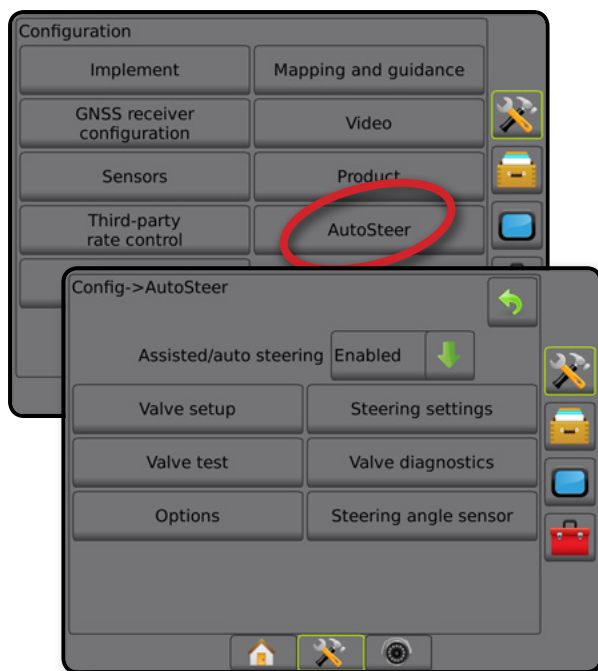 Configuration
Implement
Mapping and guidance
GNSS receiver
configuration
Video
Sensors
Product
Third-party
rate control
AutoSteer
Config->AutoSteer
Assisted/auto steering Enabled
Valve setup
Steering settings
Valve test
Valve diagnostics
Options
Steering angle sensor